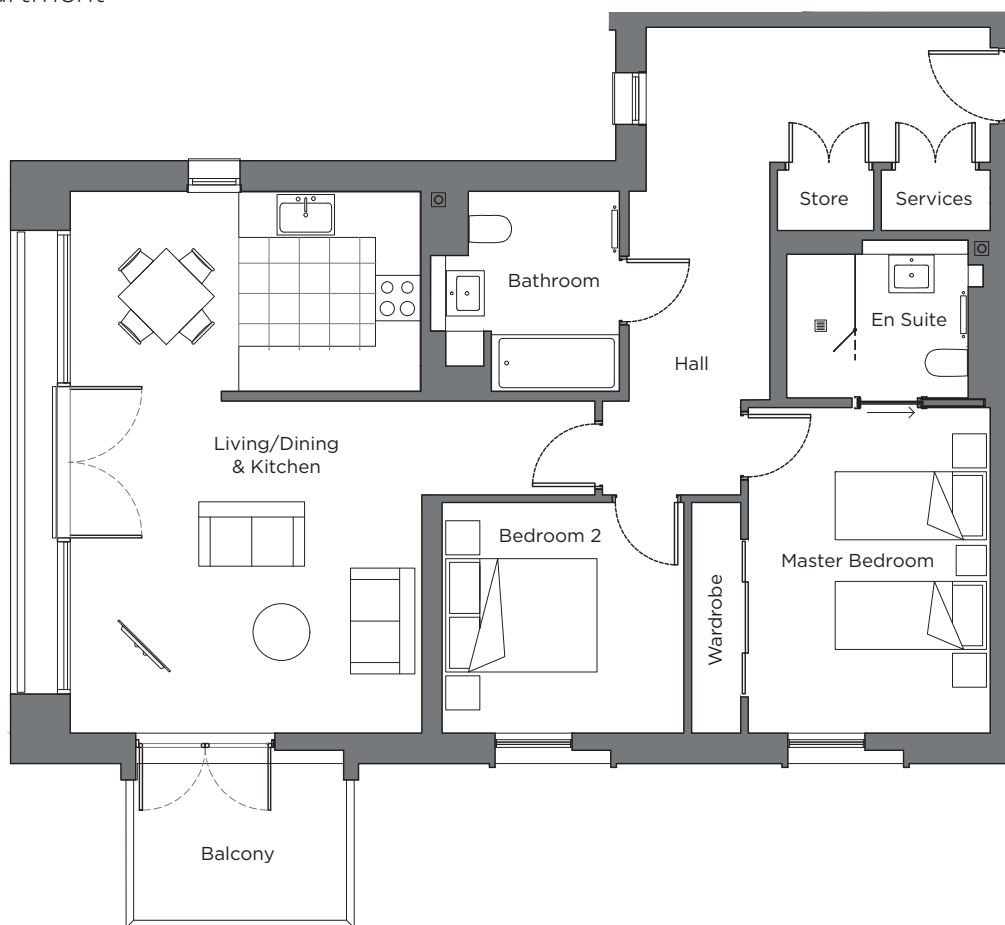 Store
Services
Bathroom
En Suite
Hall
Living/Dining
& Kitchen
Bedroom 2
Master Bedroom
Wardrobe
Balcony